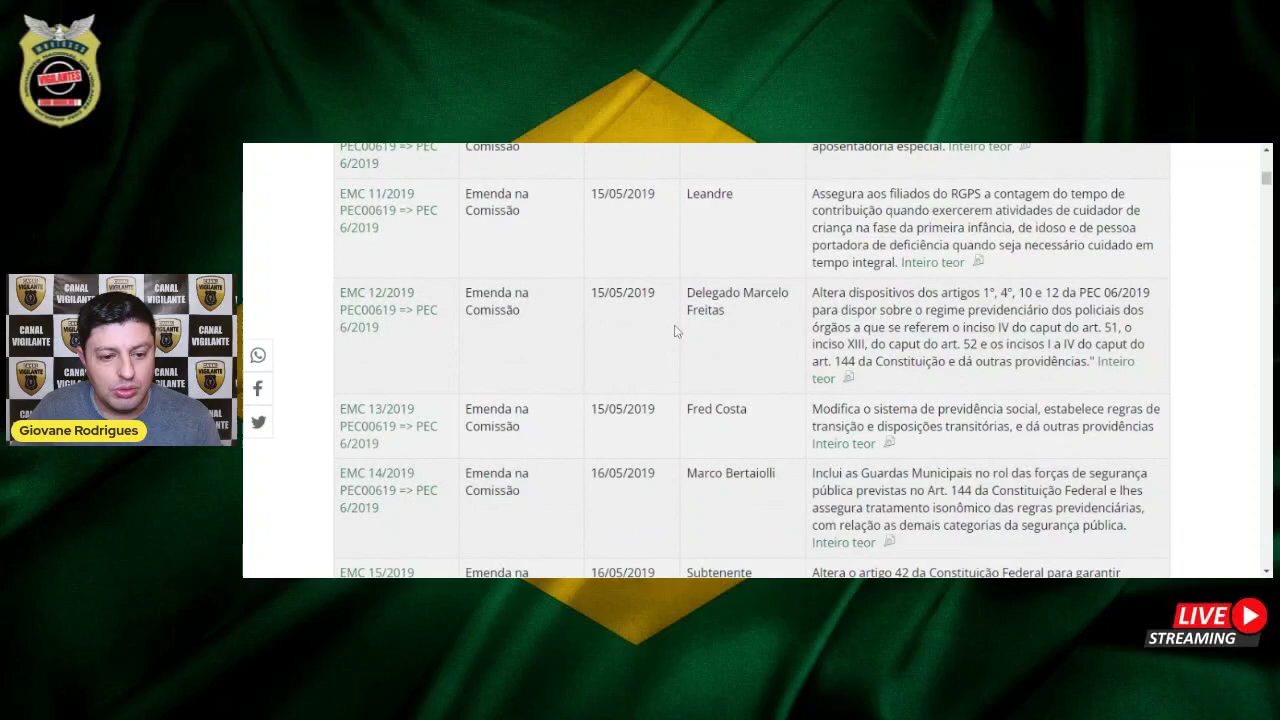 VIGILANTES
PEC00619 => PEC
6/2019
Comissão
aposentadoria especial. Inteiro teor
EMC 11/2019
PEC00619 => PEC
6/2019
Emenda na
Comissão
15/05/2019
Leandre
Assegura aos filiados do RGPS a contagem do tempo de
contribuição quando exercerem atividades de cuidador de
criança na fase da primeira infância, de idoso e de pessoa
portadora de deficiência quando seja necessário cuidado em
tempo integral. Inteiro teor
EMC 12/2019
PEC00619 => PEC
6/2019
Emenda na
Comissão
15/05/2019
Delegado Marcelo
Freitas
Altera dispositivos dos artigos 1º, 4º, 10 e 12 da PEC 06/2019
para dispor sobre o regime previdenciário dos policiais dos
órgãos a que se referem o inciso IV do caput do art. 51, o
inciso XIII, do caput do art. 52 e os incisos I a IV do caput do
art. 144 da Constituição e dá outras providências." Inteiro
teor
EMC 13/2019
PEC00619 => PEC
6/2019
Emenda na
Comissão
15/05/2019
Fred Costa
Modifica o sistema de previdência social, estabelece regras de
transição e disposições transitórias, e dá outras providências
Inteiro teor
EMC 14/2019
PEC00619 => PEC
6/2019
Emenda na
Comissão
16/05/2019
Marco Bertaiolli
Inclui as Guardas Municipais no rol das forças de segurança
pública previstas no Art. 144 da Constituição Federal e lhes
assegura tratamento isonômico das regras previdenciárias,
com relação as demais categorias da segurança pública.
Inteiro teor
EMC 15/2019
Emenda na
16/05/2019
Subtenente
Altera o artigo 42 da Constituição Federal para garantir
CANAL
VIGILANTE
CANAL
VIGILANTE
CANAL
VIGILANTE
CANAL
VIGILANTE
Giovane Rodrigues
LIVE
STREAMING